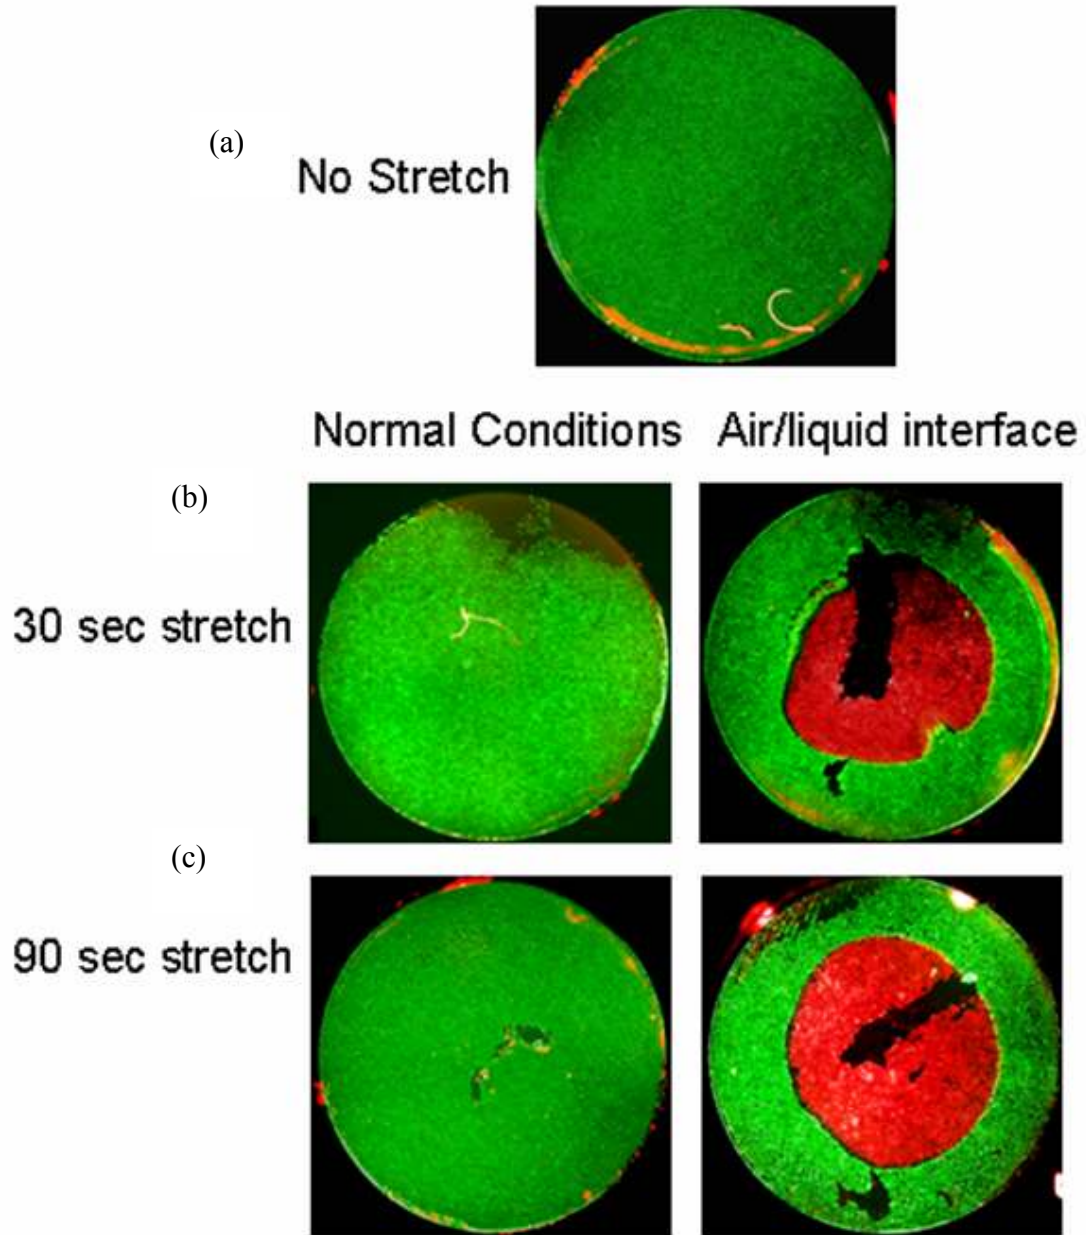 (a)
No Stretch
Normal Conditions Air/liquid interface
(b)
30 sec stretch
(c)
90 sec stretch